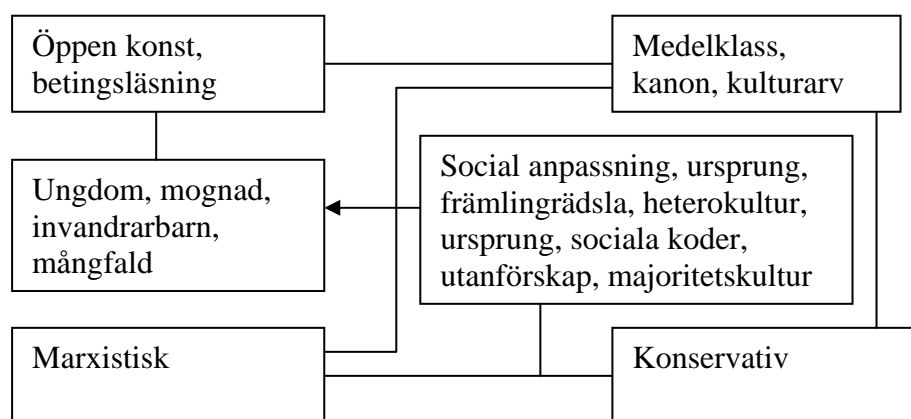 Öppen konst,
betingsläsning
Medelklass,
kanon, kulturarv
Ungdom, mognad,
invandrarbarn,
mångfald
Social anpassning, ursprung,
främlingrädsla, heterokultur,
ursprung, sociala koder,
utanförskap, majoritetskultur
Marxistisk
Konservativ